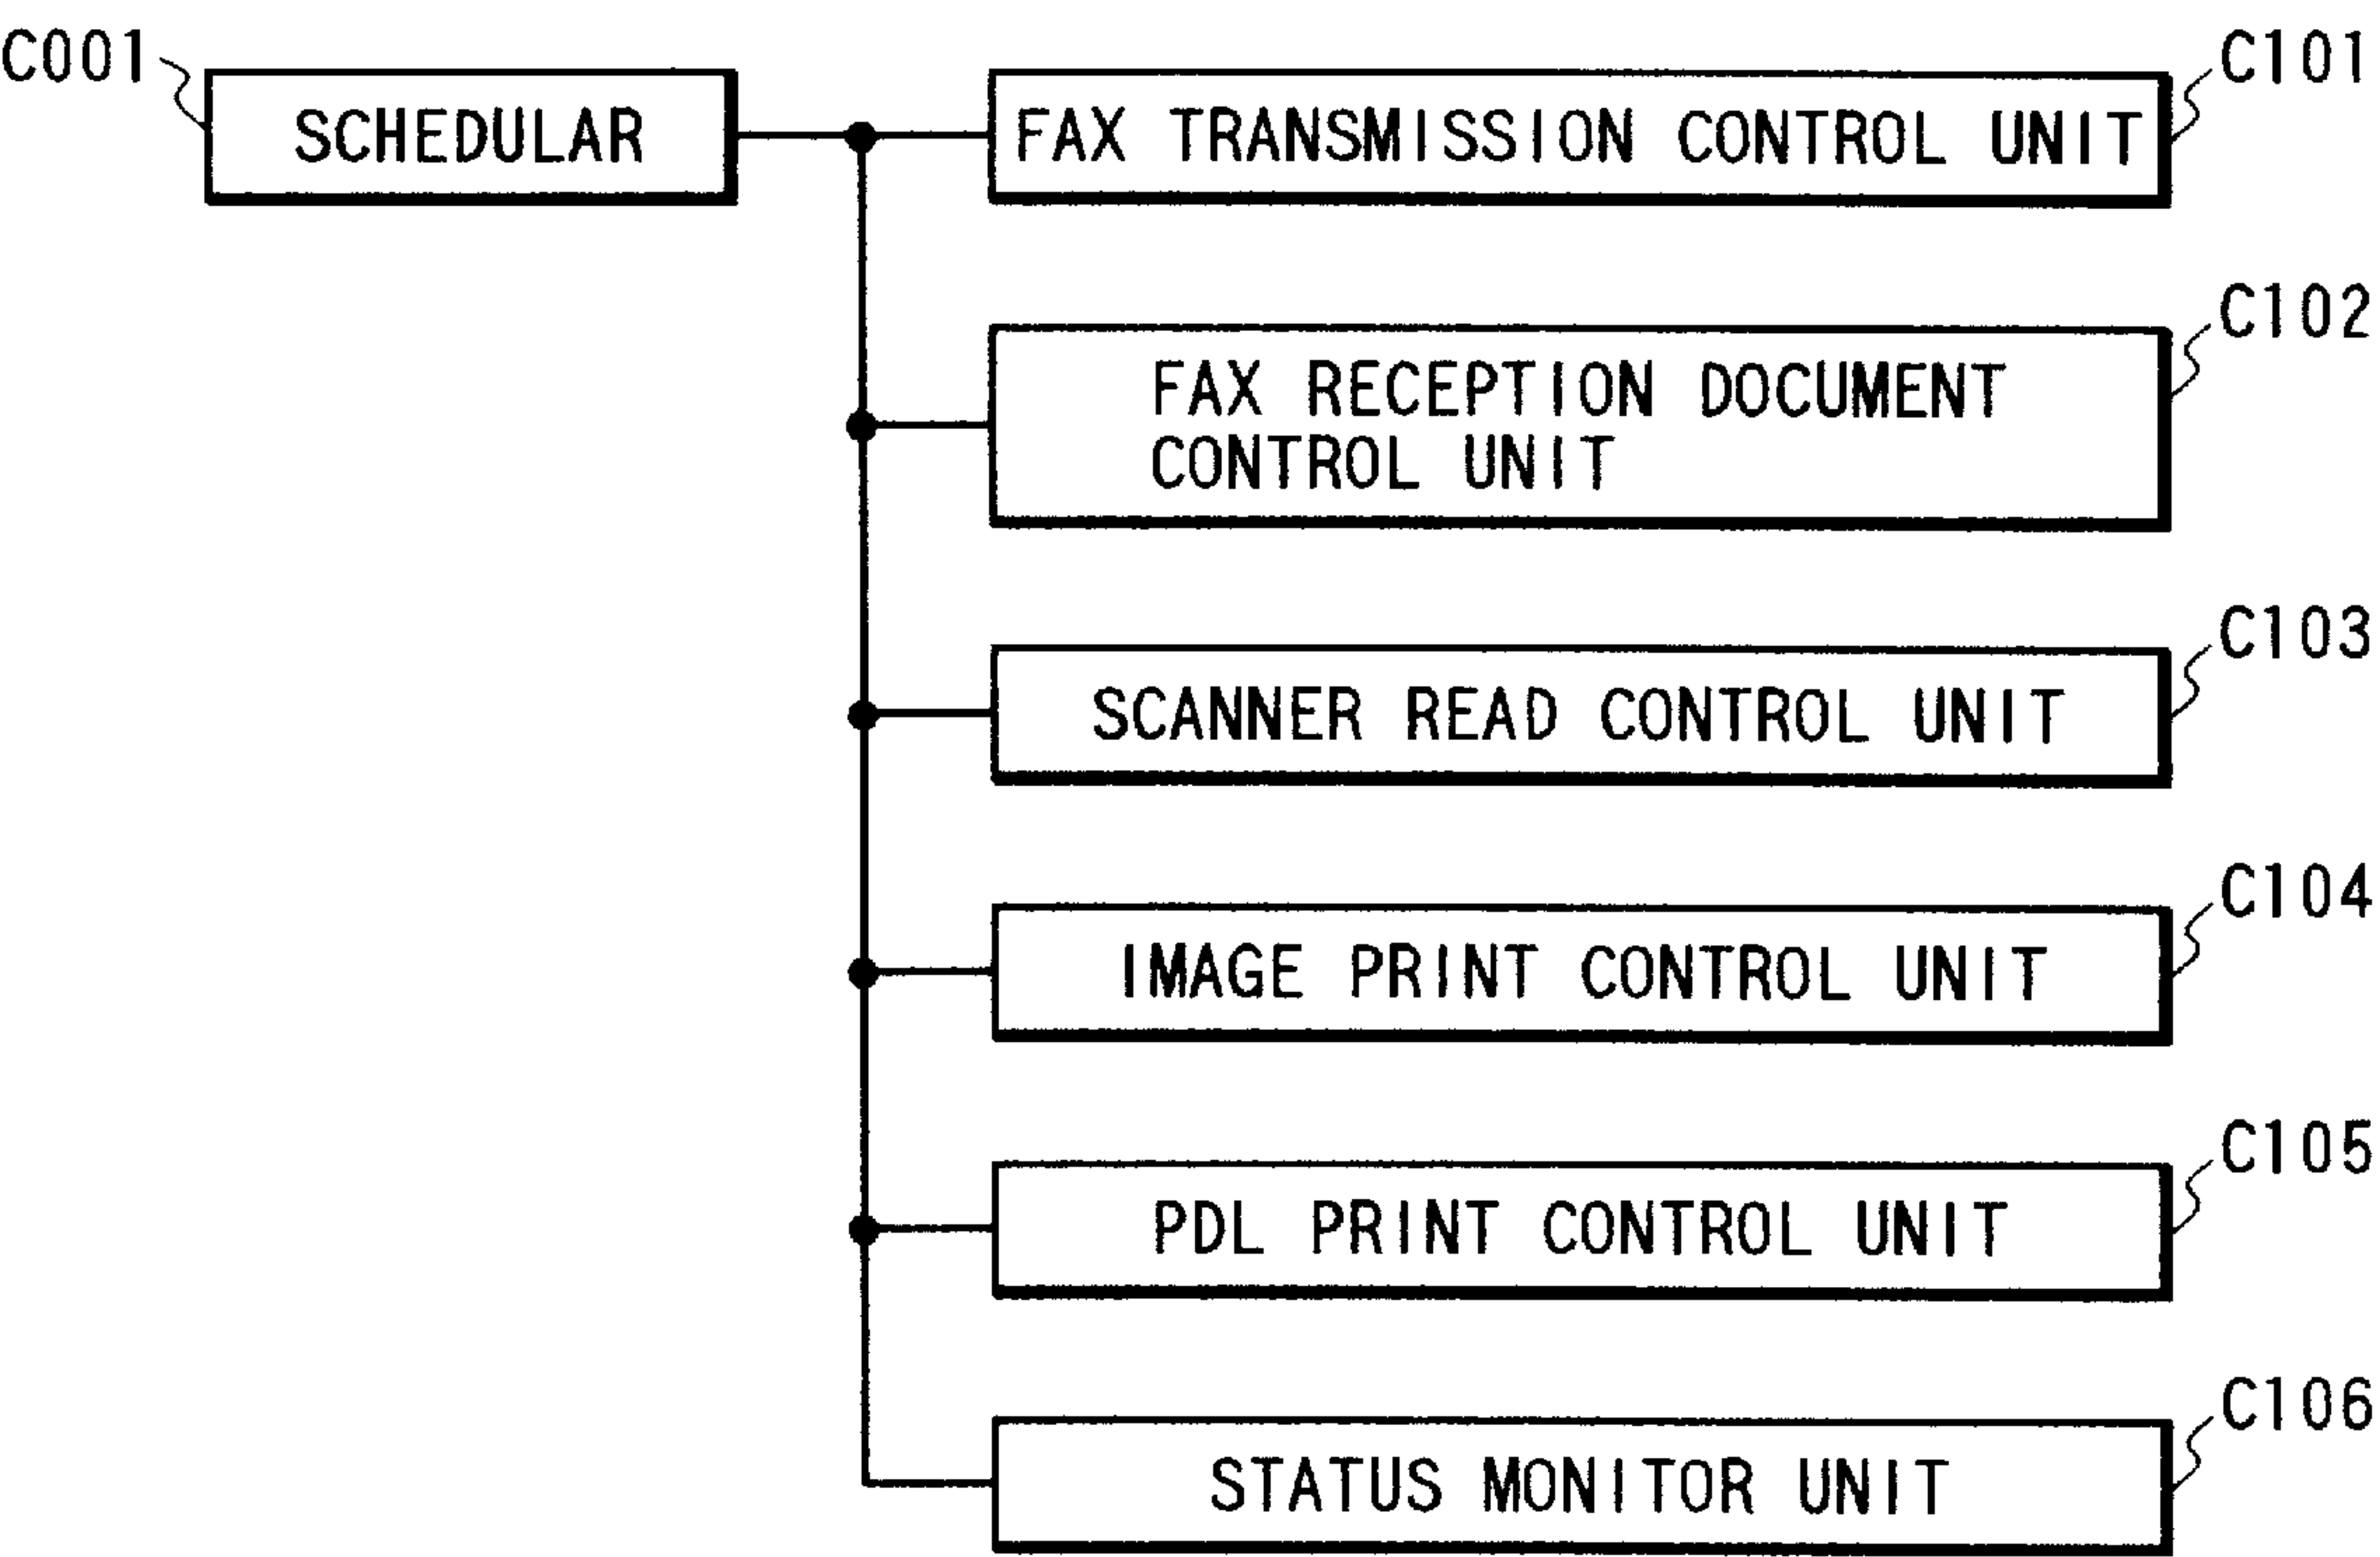 C001
SCHEDULAR
C101
FAX TRANSMISSION CONTROL UNIT
C102
FAX RECEPTION DOCUMENT
CONTROL UNIT
C103
SCANNER READ CONTROL UNIT
C104
IMAGE PRINT CONTROL UNIT
C105
PDL PRINT CONTROL UNIT
C106
STATUS MONITOR UNIT